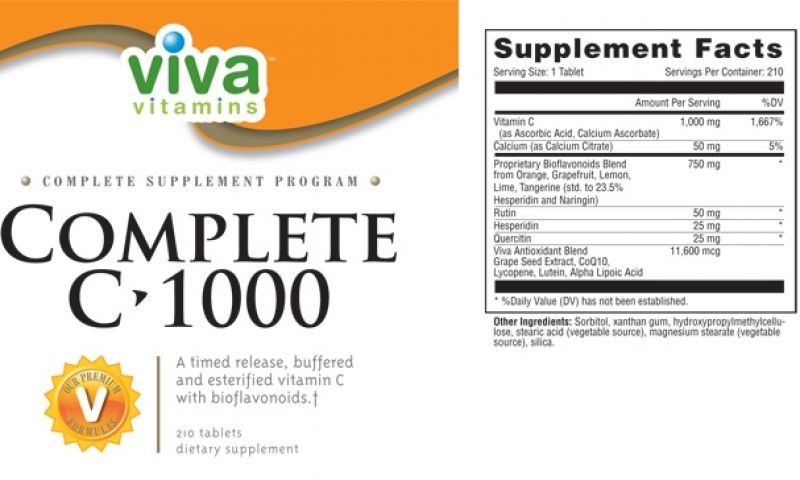 viva™
vitamins
COMPLETE SUPPLEMENT PROGRAM
COMPLETE
C-1000
OUR PREMIUM
V
FORMULAS
A timed release, buffered
and esterified vitamin C
with bioflavonoids.†
210 tablets
dietary supplement
Supplement Facts
Serving Size: 1 Tablet Servings Per Container: 210
Amount Per Serving %DV
Vitamin C 1,000 mg 1,667%
(as Ascorbic Acid, Calcium Ascorbate)
Calcium (as Calcium Citrate) 50 mg 5%
Proprietary Bioflavonoids Blend 750 mg *
from Orange, Grapefruit, Lemon,
Lime, Tangerine (std. to 23.5%
Hesperidin and Naringin)
Rutin 50 mg *
Hesperidin 25 mg *
Quercitin 25 mg *
Viva Antioxidant Blend 11,600 mcg
Grape Seed Extract, CoQ10,
Lycopene, Lutein, Alpha Lipoic Acid
* %Daily Value (DV) has not been established.
Other Ingredients: Sorbitol, xanthan gum, hydroxypropylmethylcellu-
lose, stearic acid (vegetable source), magnesium stearate (vegetable
source), silica.